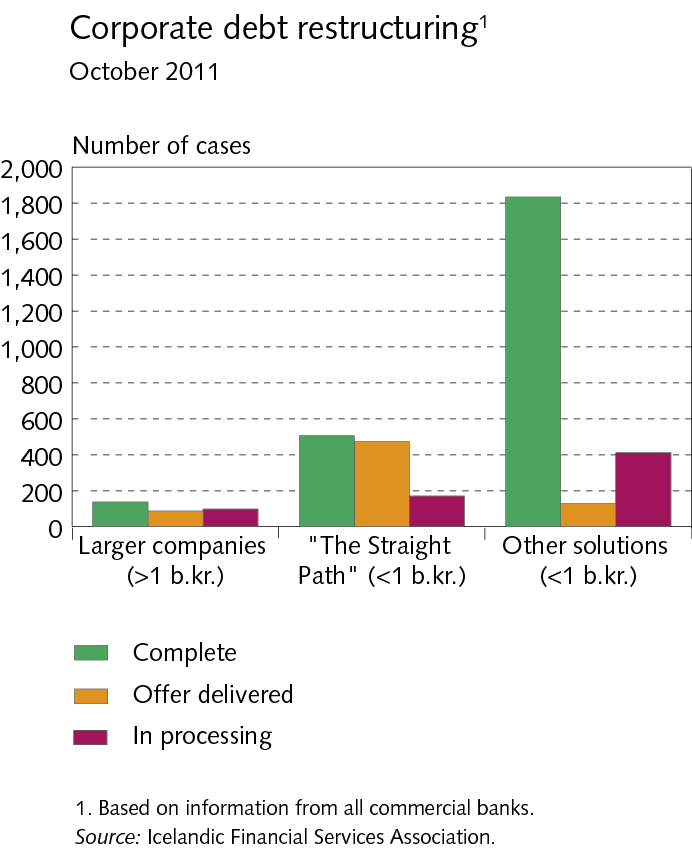 Corporate debt restructuring1
October 2011
Number of cases
2,000
1,800
1,600
1,400
1,200
1,000
800
600
400
200
0
Larger companies
(>1 b.kr.)
"The Straight
Path" (<1 b.kr.)
Other solutions
(<1 b.kr.)
Complete
Offer delivered
In processing
1. Based on information from all commercial banks.
Source: Icelandic Financial Services Association.